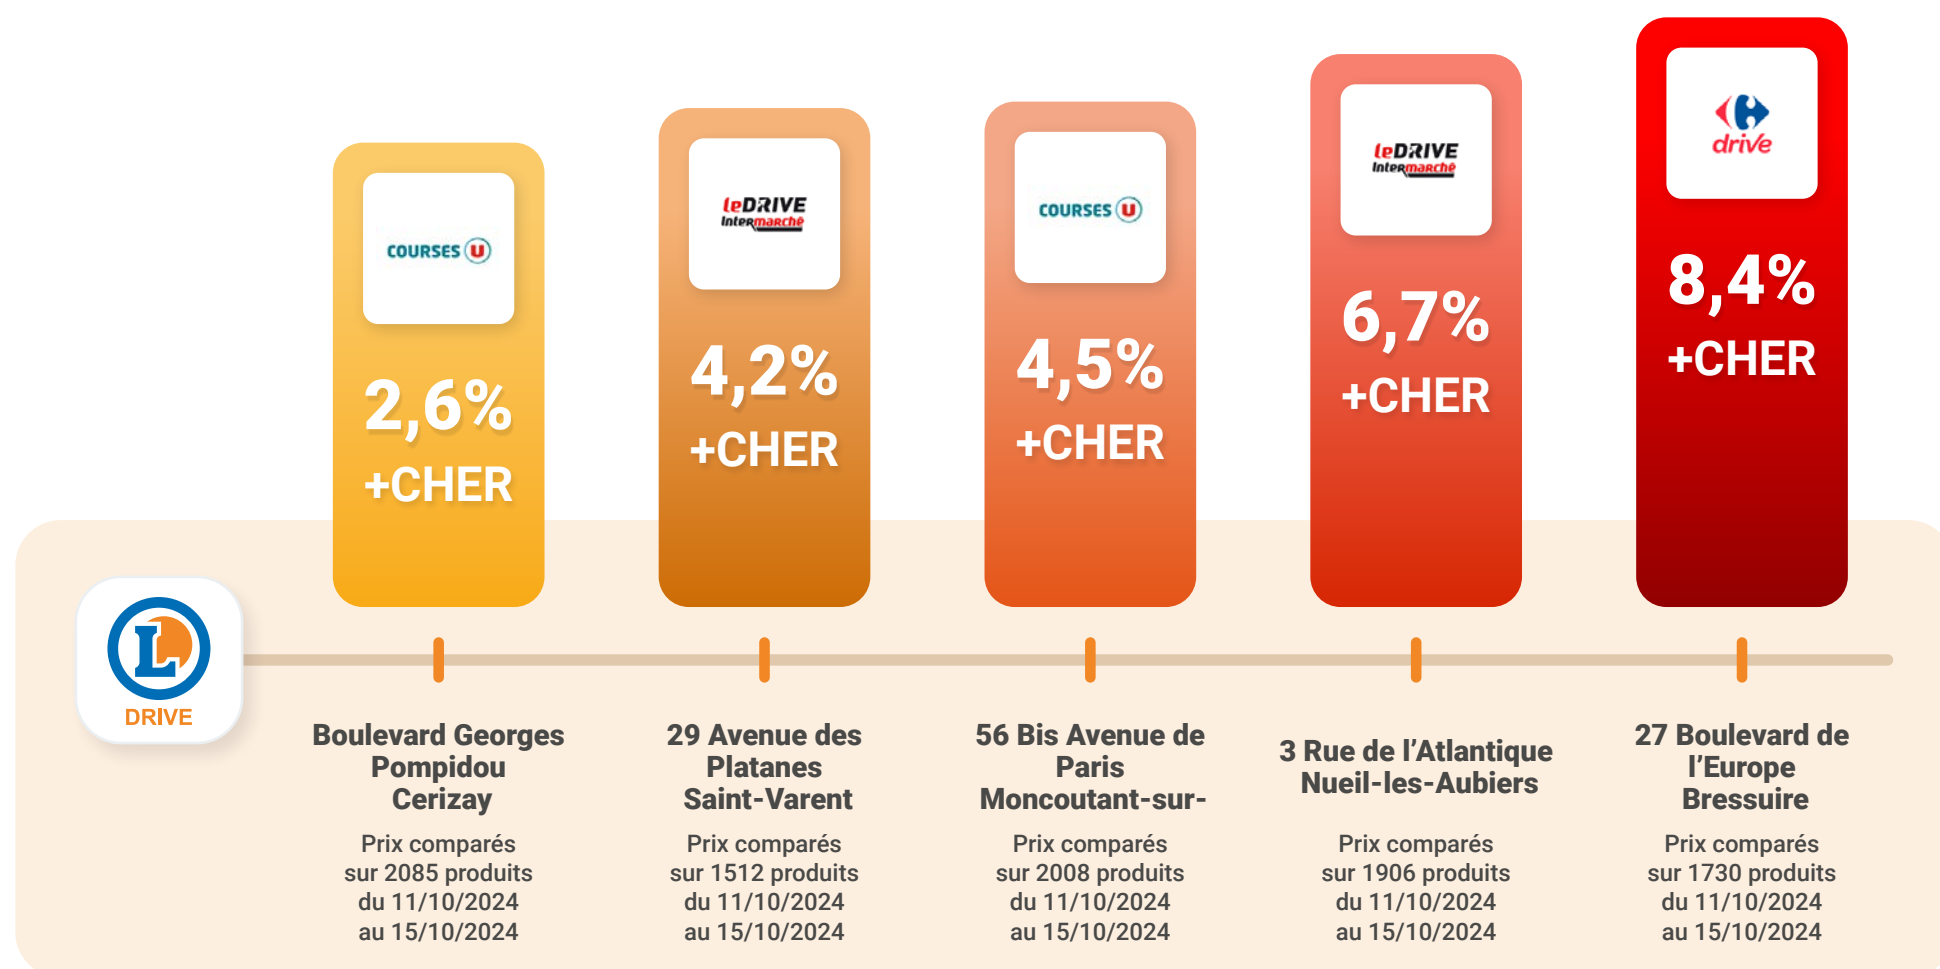 COURSES U
2,6%
+CHER
leDRIVE
Intermarché
4,2%
+CHER
COURSES U
4,5%
+CHER
leDRIVE
Intermarché
6,7%
+CHER
drive
8,4%
+CHER
L
DRIVE
Boulevard Georges
Pompidou
Cerizay
Prix comparés
sur 2085 produits
du 11/10/2024
au 15/10/2024
29 Avenue des
Platanes
Saint-Varent
Prix comparés
sur 1512 produits
du 11/10/2024
au 15/10/2024
56 Bis Avenue de
Paris
Moncoutant-sur-
Prix comparés
sur 2008 produits
du 11/10/2024
au 15/10/2024
3 Rue de l’Atlantique
Nueil-les-Aubiers
Prix comparés
sur 1906 produits
du 11/10/2024
au 15/10/2024
27 Boulevard de
l’Europe
Bressuire
Prix comparés
sur 1730 produits
du 11/10/2024
au 15/10/2024